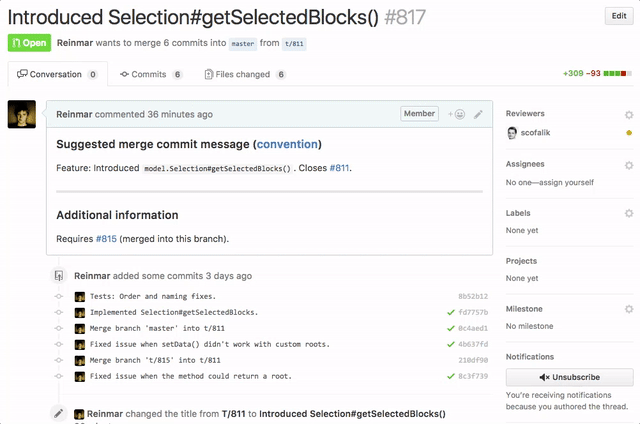 Introduced Selection#getSelectedBlocks() #817
Edit
Open Reinmar wants to merge 6 commits into master from t/811
Conversation 0 Commits 6 Files changed 6 +309 −93
Reinmar commented 36 minutes ago Member
Suggested merge commit message (convention)
Feature: Introduced model.Selection#getSelectedBlocks() . Closes #811.
Additional information
Requires #815 (merged into this branch).
Reinmar added some commits 3 days ago
Tests: Order and naming fixes. 8b52b12
Implemented Selection#getSelectedBlocks. fd7757b
Merge branch 'master' into t/811 0c4aed1
Fixed issue when setData() didn't work with custom roots. 4b637fd
Merge branch 't/815' into t/811 210df90
Fixed issue when the method could return a root. 8c3f739
Reinmar changed the title from T/811 to Introduced Selection#getSelectedBlocks()
Reviewers
scofalik
Assignees
No one—assign yourself
Labels
None yet
Projects
None yet
Milestone
No milestone
Notifications
Unsubscribe
You're receiving notifications
because you authored the thread.